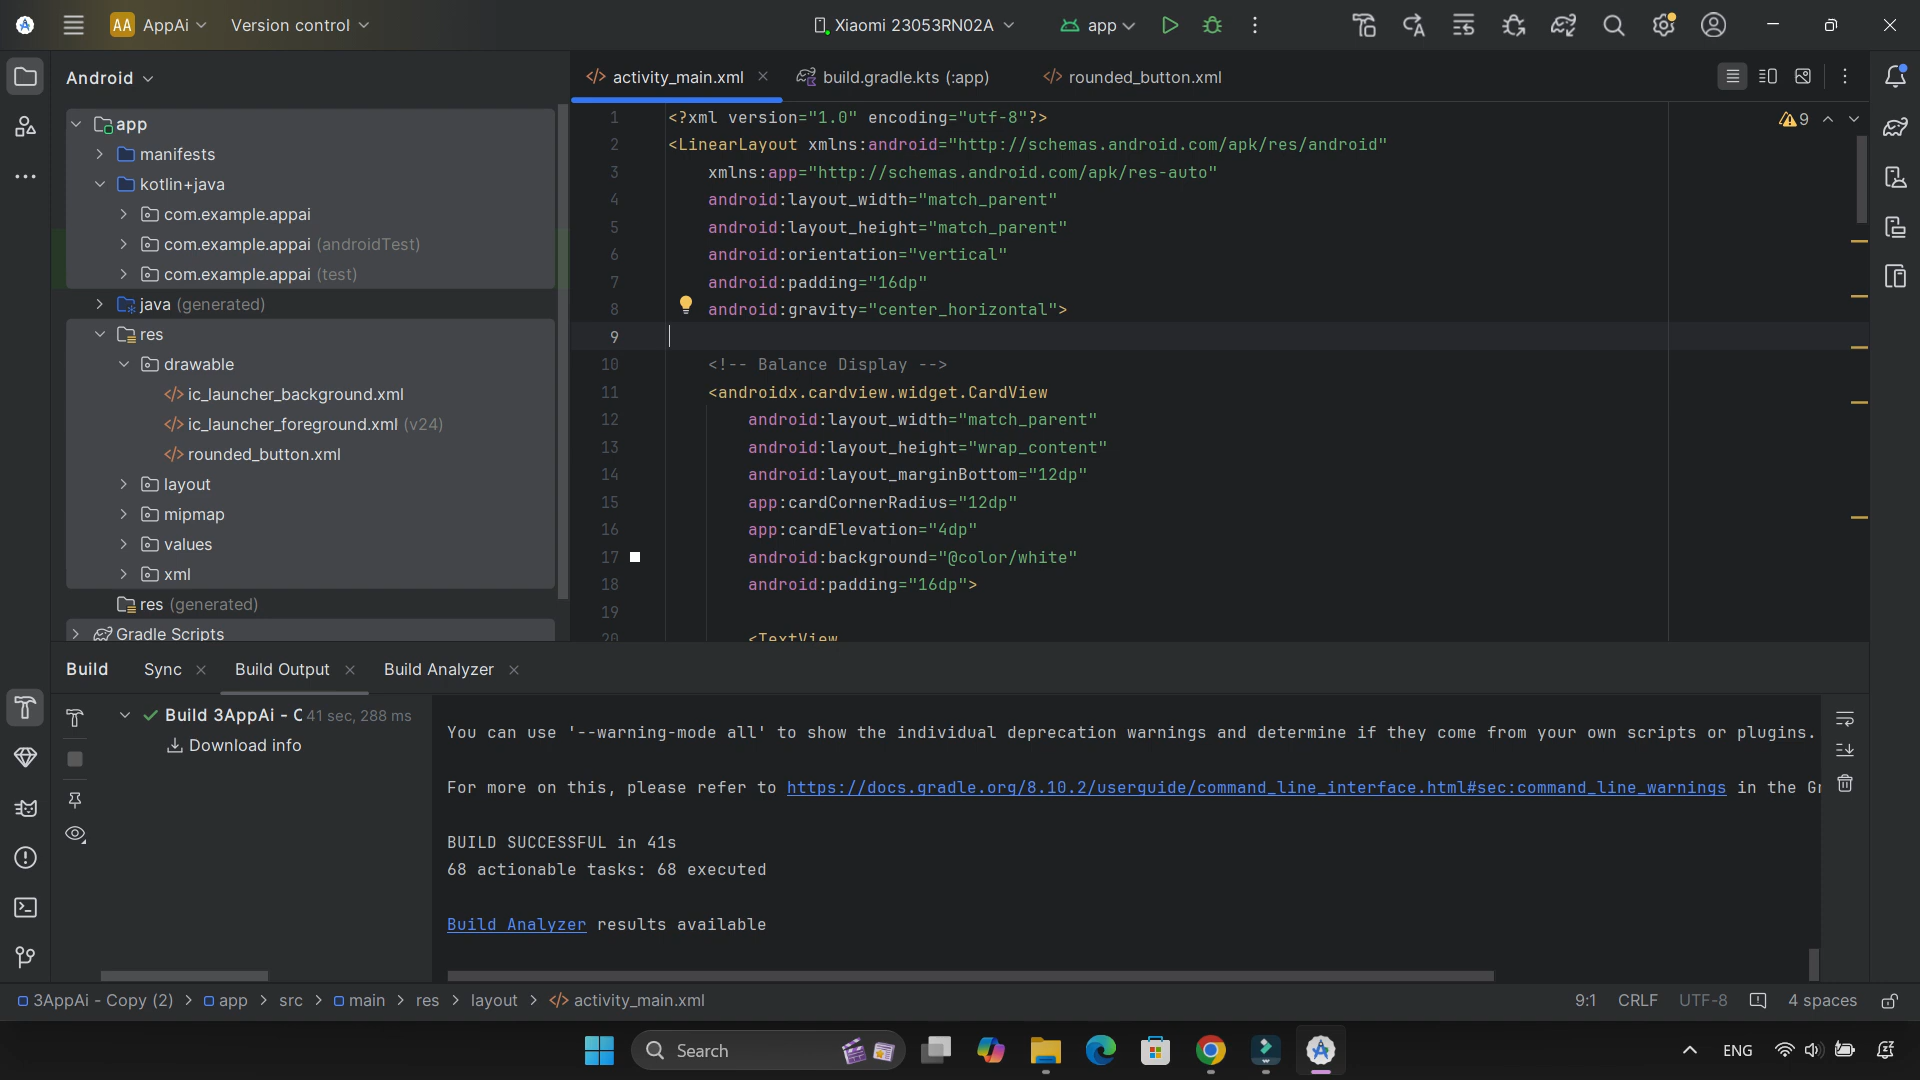 AA AppAi Version control Xiaomi 23053RN02A app
Android activity_main.xml build.gradle.kts (:app) rounded_button.xml
app
manifests
kotlin+java
com.example.appai
com.example.appai (androidTest)
com.example.appai (test)
java (generated)
res
drawable
ic_launcher_background.xml
ic_launcher_foreground.xml (v24)
rounded_button.xml
layout
mipmap
values
xml
res (generated)
Gradle Scripts
9
1 <?xml version="1.0" encoding="utf-8"?>
2 <LinearLayout xmlns:android="http://schemas.android.com/apk/res/android"
3 xmlns:app="http://schemas.android.com/apk/res-auto"
4 android:layout_width="match_parent"
5 android:layout_height="match_parent"
6 android:orientation="vertical"
7 android:padding="16dp"
8 android:gravity="center_horizontal">
9
10 <!-- Balance Display -->
11 <androidx.cardview.widget.CardView
12 android:layout_width="match_parent"
13 android:layout_height="wrap_content"
14 android:layout_marginBottom="12dp"
15 app:cardCornerRadius="12dp"
16 app:cardElevation="4dp"
17 android:background="@color/white"
18 android:padding="16dp">
19
20 <TextView
Build Sync Build Output Build Analyzer
Build 3AppAi - C 41 sec, 288 ms
Download info
You can use '--warning-mode all' to show the individual deprecation warnings and determine if they come from your own scripts or plugins.
For more on this, please refer to https://docs.gradle.org/8.10.2/userguide/command_line_interface.html#sec:command_line_warnings in the Gr
BUILD SUCCESSFUL in 41s
68 actionable tasks: 68 executed
Build Analyzer results available
3AppAi - Copy (2) > app > src > main > res > layout > activity_main.xml 9:1 CRLF UTF-8 4 spaces
Search ENG